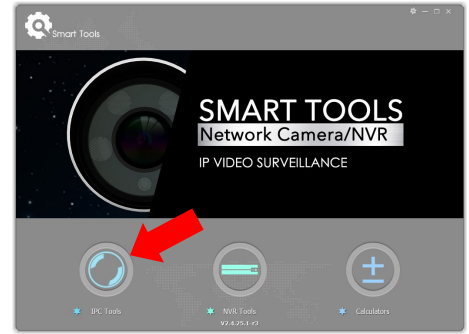 Smart Tools
SMART TOOLS
Network Camera/NVR
IP VIDEO SURVEILLANCE
IPC Tools
NVR Tools
Calculators
V2.4.25.1-r3